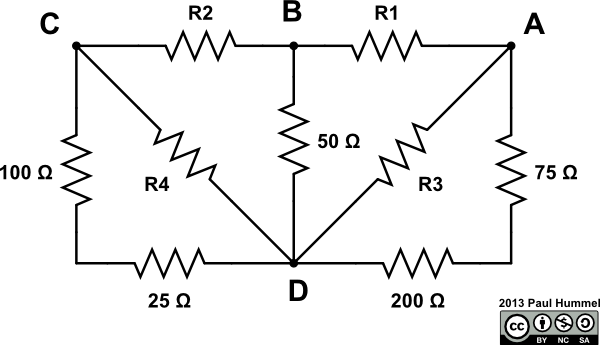 C R2 B R1 A
100 Ω R4 50 Ω R3 75 Ω
25 Ω D 200 Ω
2013 Paul Hummel
cc BY NC SA